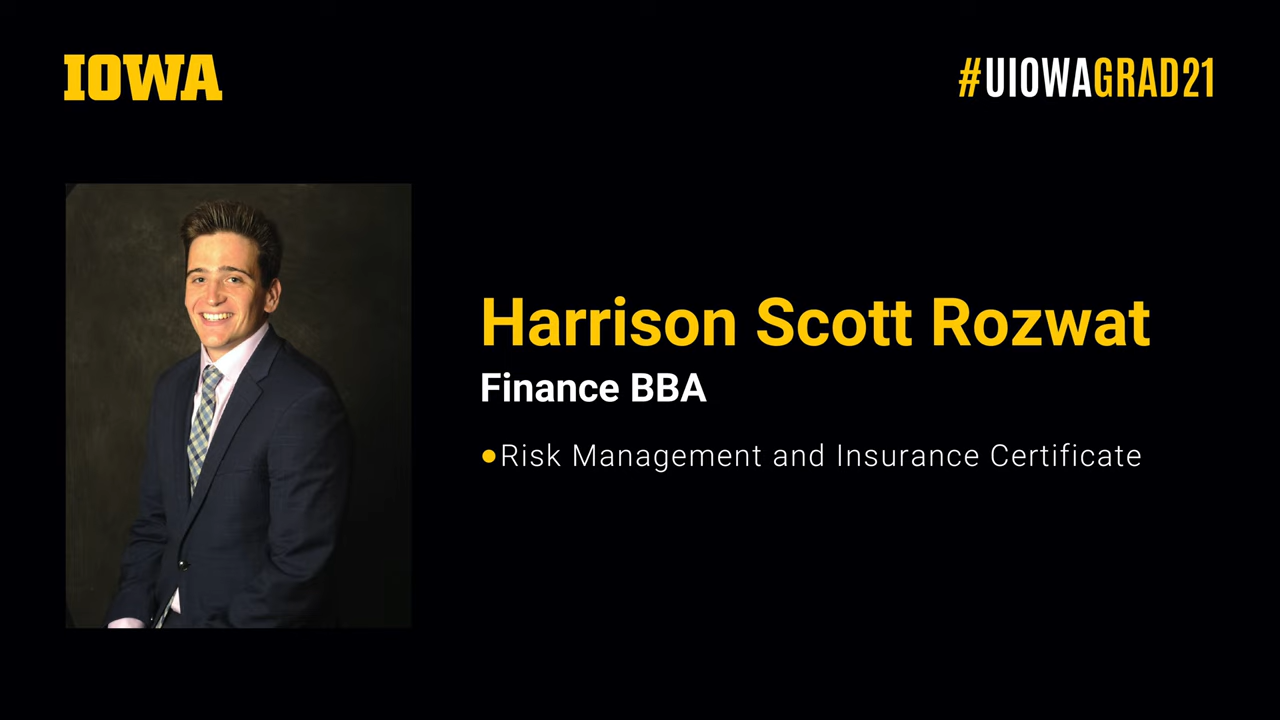 IOWA
#UIOWAGRAD21
Harrison Scott Rozwat
Finance BBA
•Risk Management and Insurance Certificate